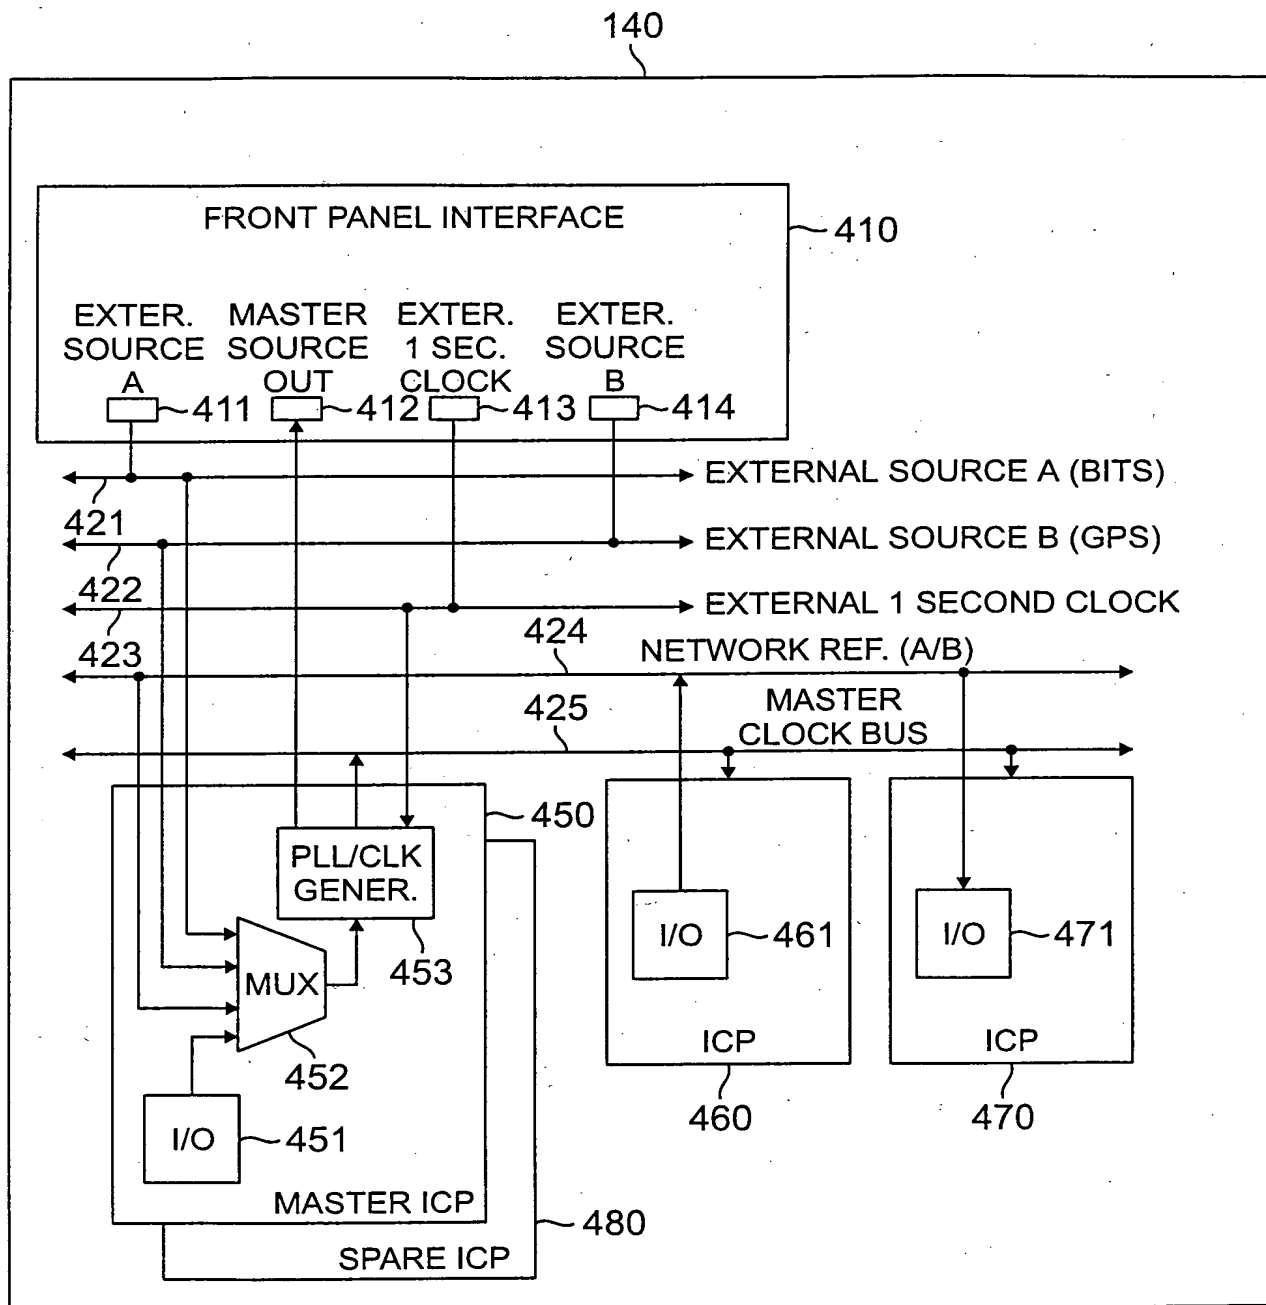 140
FRONT PANEL INTERFACE
410
EXTER.
SOURCE
A
MASTER
SOURCE
OUT
EXTER.
1 SEC.
CLOCK
EXTER.
SOURCE
B
411
412
413
414
EXTERNAL SOURCE A (BITS)
421
EXTERNAL SOURCE B (GPS)
422
EXTERNAL 1 SECOND CLOCK
423
424
NETWORK REF. (A/B)
425
MASTER
CLOCK BUS
450
PLL/CLK
GENER.
453
MUX
452
I/O
451
MASTER ICP
480
SPARE ICP
I/O
461
ICP
460
I/O
471
ICP
470